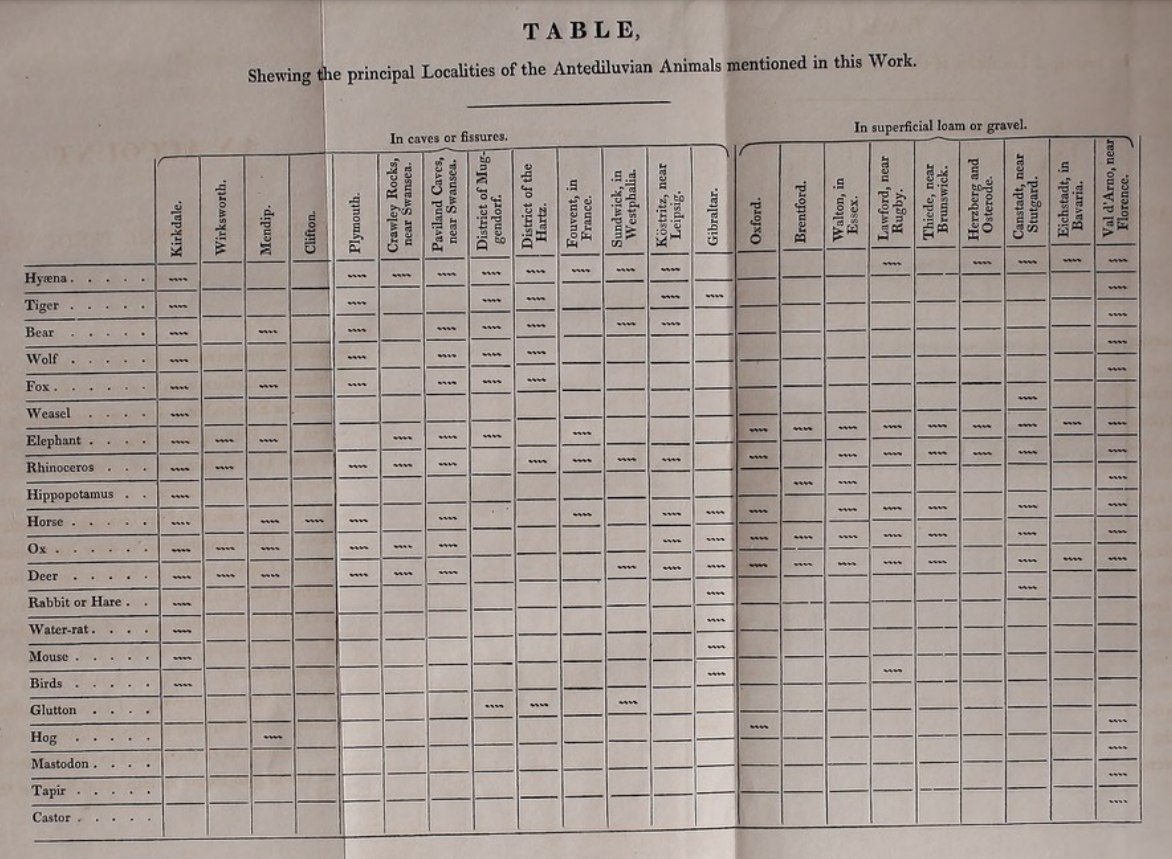 TABLE,
Shewing the principal Localities of the Antediluvian Animals mentioned in this Work.
In caves or fissures.
In superficial loam or gravel.
Kirkdale.
Wirksworth.
Mendip.
Clifton.
Plymouth.
Crawley Rocks,
near Swansea.
Paviland Caves,
near Swansea.
District of Mug-
gendorf.
District of the
Hartz.
Fouvent, in
France.
Sundwick, in
Westphalia.
Köstritz, near
Leipsig.
Gibraltar.
Oxford.
Brentford.
Walton, in
Essex.
Lawford, near
Rugby.
Thiede, near
Brunswick.
Herzberg and
Osterode.
Canstadt, near
Stutgard.
Eichstadt, in
Bavaria.
Val d'Arno, near
Florence.
Hyæna . . . . .
Tiger . . . . .
Bear . . . . .
Wolf . . . . .
Fox . . . . . .
Weasel . . . .
Elephant . . . .
Rhinoceros . . .
Hippopotamus . .
Horse . . . . .
Ox . . . . . .
Deer . . . . .
Rabbit or Hare . .
Water-rat . . . .
Mouse . . . . .
Birds . . . . .
Glutton . . . .
Hog . . . . .
Mastodon . . . .
Tapir . . . . .
Castor . . . . .